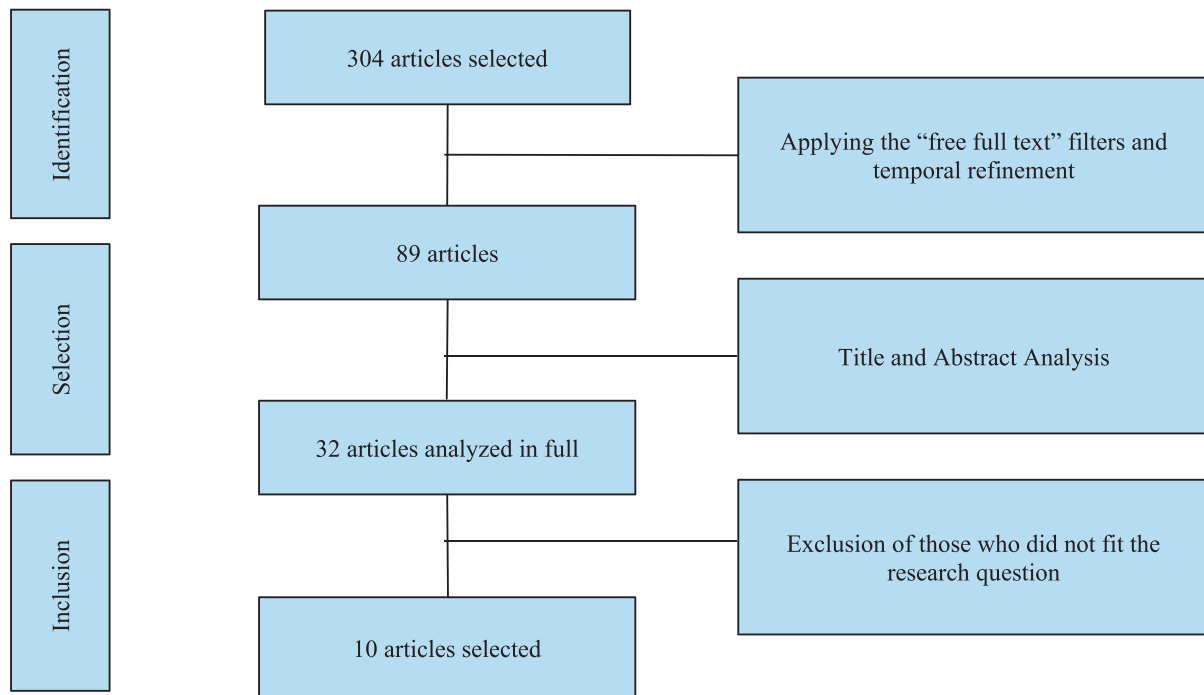 Identification
304 articles selected
Applying the “free full text” filters and
temporal refinement
89 articles
Selection
Title and Abstract Analysis
32 articles analyzed in full
Inclusion
Exclusion of those who did not fit the
research question
10 articles selected